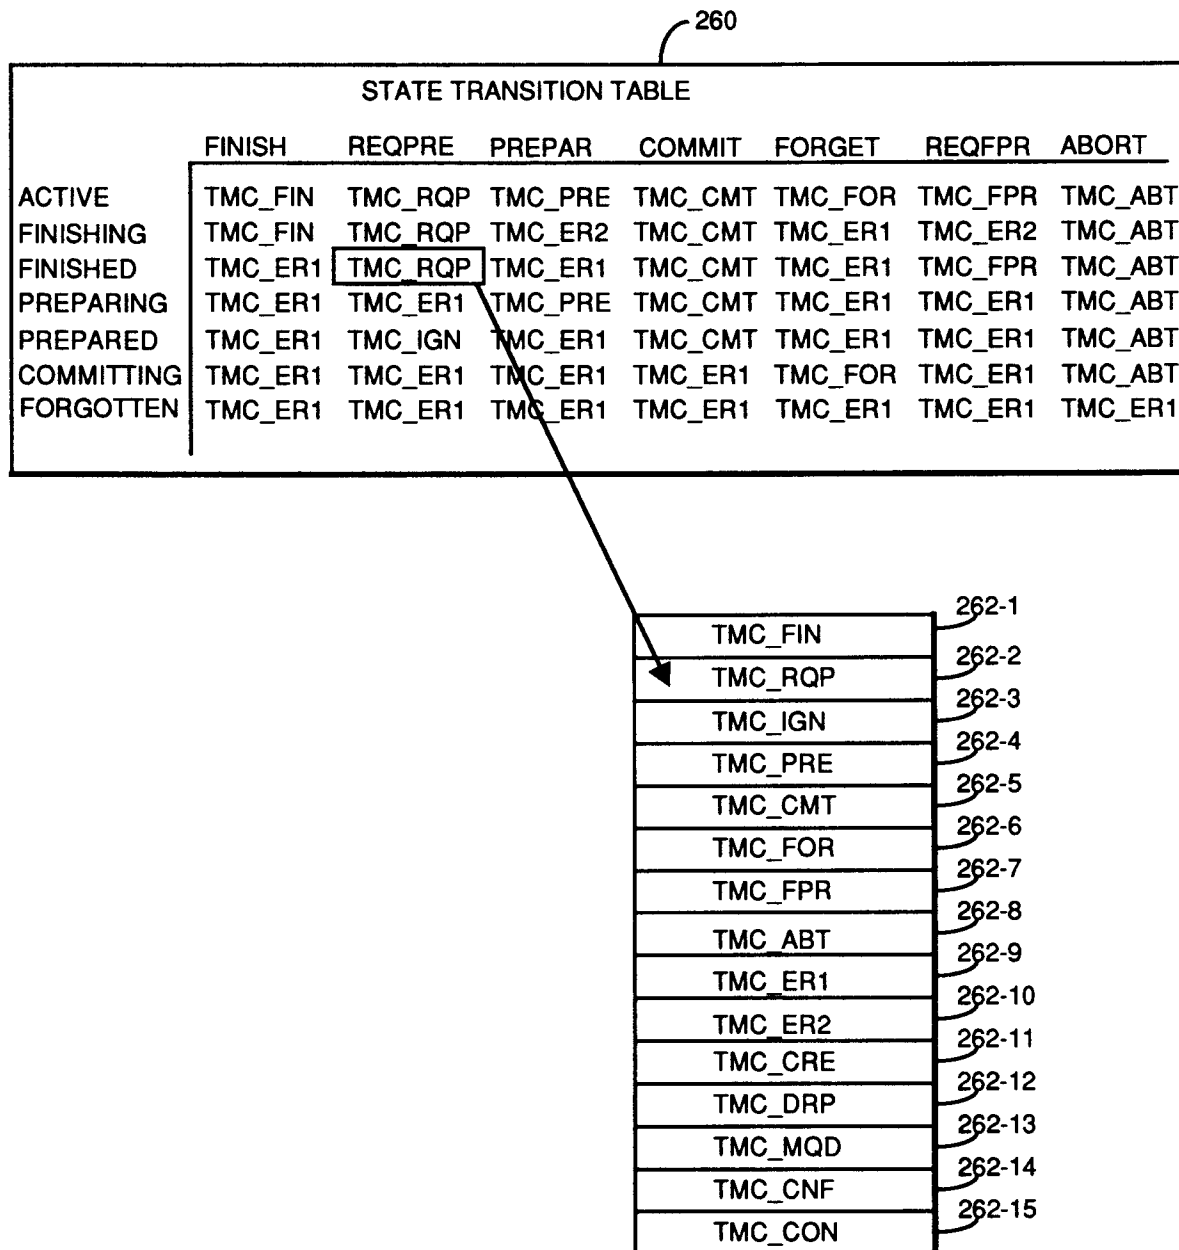 260
STATE TRANSITION TABLE
FINISH REQPRE PREPAR COMMIT FORGET REQFPR ABORT
ACTIVE TMC_FIN TMC_RQP TMC_PRE TMC_CMT TMC_FOR TMC_FPR TMC_ABT
FINISHING TMC_FIN TMC_RQP TMC_ER2 TMC_CMT TMC_ER1 TMC_ER2 TMC_ABT
FINISHED TMC_ER1 TMC_RQP TMC_ER1 TMC_CMT TMC_ER1 TMC_FPR TMC_ABT
PREPARING TMC_ER1 TMC_ER1 TMC_PRE TMC_CMT TMC_ER1 TMC_ER1 TMC_ABT
PREPARED TMC_ER1 TMC_IGN TMC_ER1 TMC_CMT TMC_ER1 TMC_ER1 TMC_ABT
COMMITTING TMC_ER1 TMC_ER1 TMC_ER1 TMC_ER1 TMC_FOR TMC_ER1 TMC_ABT
FORGOTTEN TMC_ER1 TMC_ER1 TMC_ER1 TMC_ER1 TMC_ER1 TMC_ER1 TMC_ER1
262-1
TMC_FIN
262-2
TMC_RQP
262-3
TMC_IGN
262-4
TMC_PRE
262-5
TMC_CMT
262-6
TMC_FOR
262-7
TMC_FPR
262-8
TMC_ABT
262-9
TMC_ER1
262-10
TMC_ER2
262-11
TMC_CRE
262-12
TMC_DRP
262-13
TMC_MQD
262-14
TMC_CNF
262-15
TMC_CON